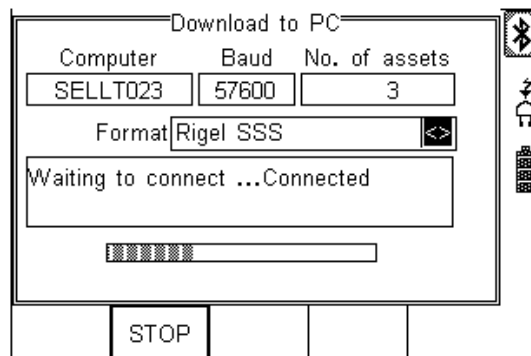 Download to PC
Computer Baud No. of assets
SELLT023 57600 3
Format Rigel SSS <>
Waiting to connect ...Connected
STOP